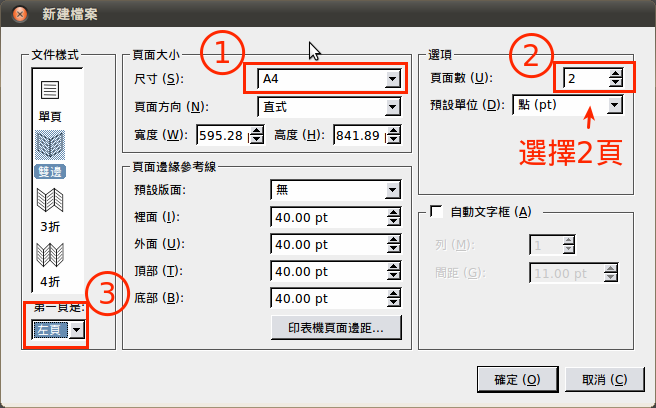 新建檔案
文件樣式
單頁
雙邊
3折
4折
第一頁是:
左頁
3
頁面大小
1
尺寸 (S):
A4
頁面方向 (N):
直式
寬度 (W):
595.28 p
高度 (H):
841.89 p
頁面邊緣參考線
預設版面:
無
裡面 (I):
40.00 pt
外面 (U):
40.00 pt
頂部 (T):
40.00 pt
底部 (B):
40.00 pt
印表機頁面邊距...
選項
2
頁面數 (U):
2
預設單位 (D):
點 (pt)
選擇2頁
自動文字框 (A)
列 (M):
1
間距 (G):
11.00 pt
確定 (O)
取消 (C)